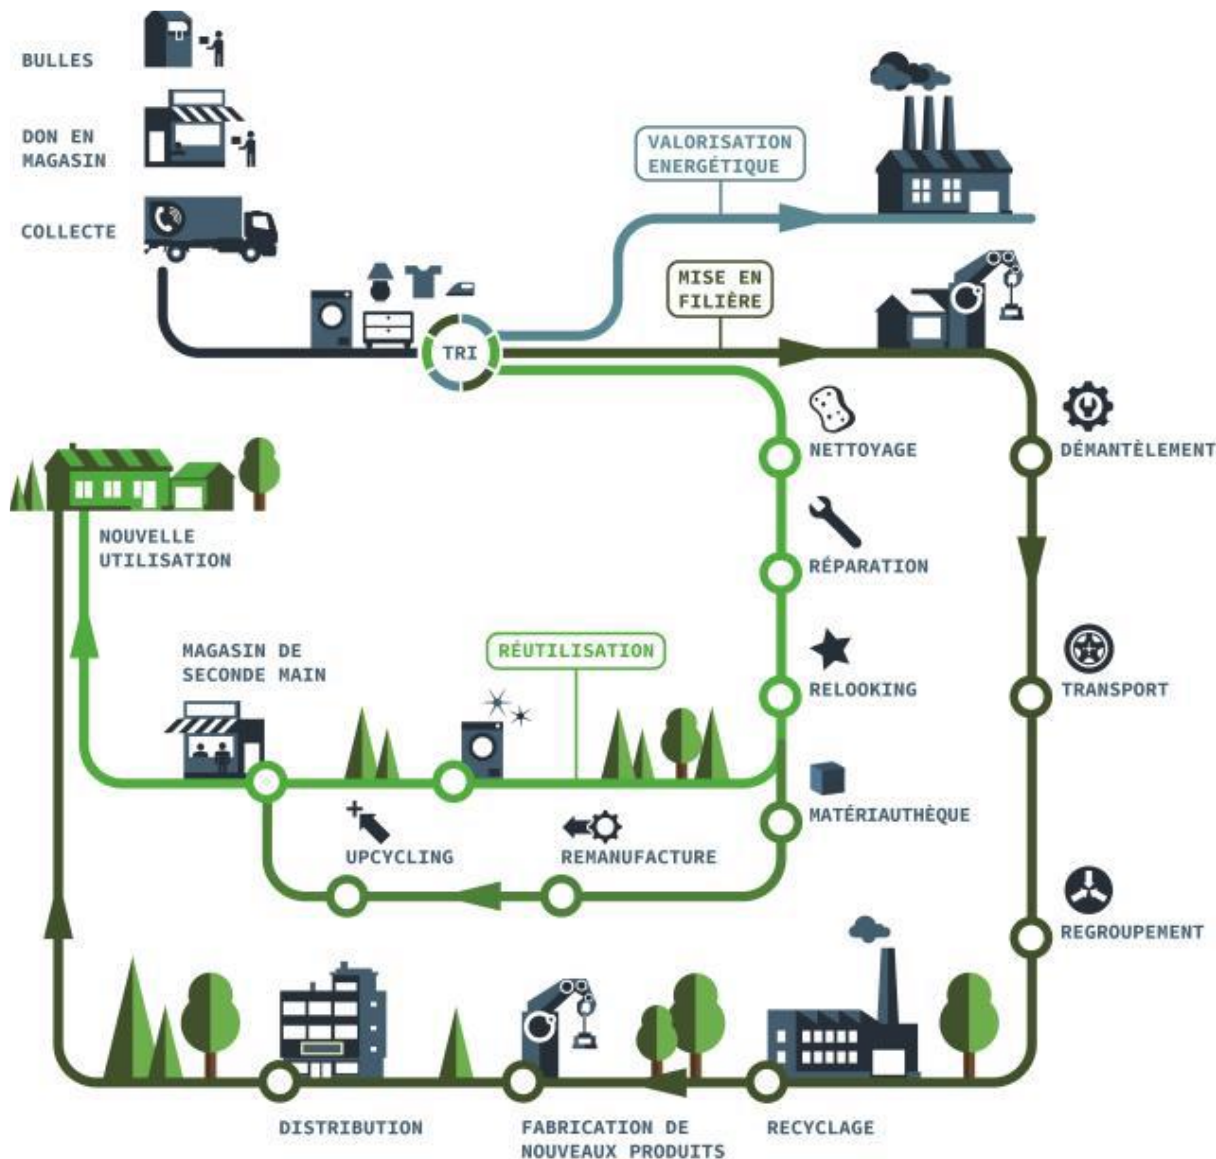 BULLES
DON EN
MAGASIN
COLLECTE
VALORISATION
ENERGÉTIQUE
MISE EN
FILIÈRE
TRI
NETTOYAGE
DÉMANTÈLEMENT
NOUVELLE
UTILISATION
RÉPARATION
MAGASIN DE
SECONDE MAIN
RÉUTILISATION
RELOOKING
TRANSPORT
MATÉRIAUTHÈQUE
UPCYCLING
REMANUFACTURE
REGROUPEMENT
DISTRIBUTION
FABRICATION DE
NOUVEAUX PRODUITS
RECYCLAGE